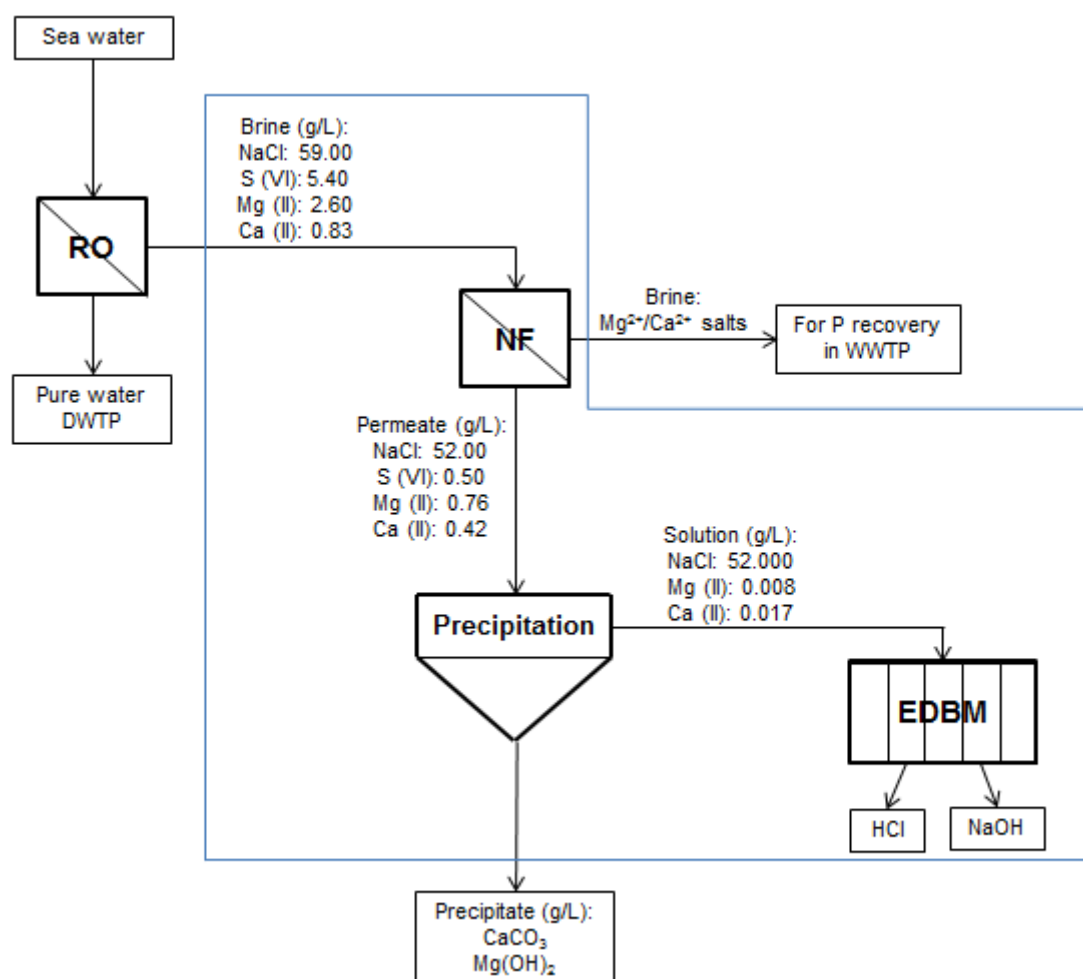 Sea water
Brine (g/L):
NaCl: 59.00
S (VI): 5.40
Mg (II): 2.60
Ca (II): 0.83
RO
Pure water
DWTP
NF
Brine:
Mg²⁺/Ca²⁺ salts
For P recovery
in WWTP
Permeate (g/L):
NaCl: 52.00
S (VI): 0.50
Mg (II): 0.76
Ca (II): 0.42
Precipitation
Solution (g/L):
NaCl: 52.000
Mg (II): 0.008
Ca (II): 0.017
EDBM
HCl
NaOH
Precipitate (g/L):
CaCO₃
Mg(OH)₂